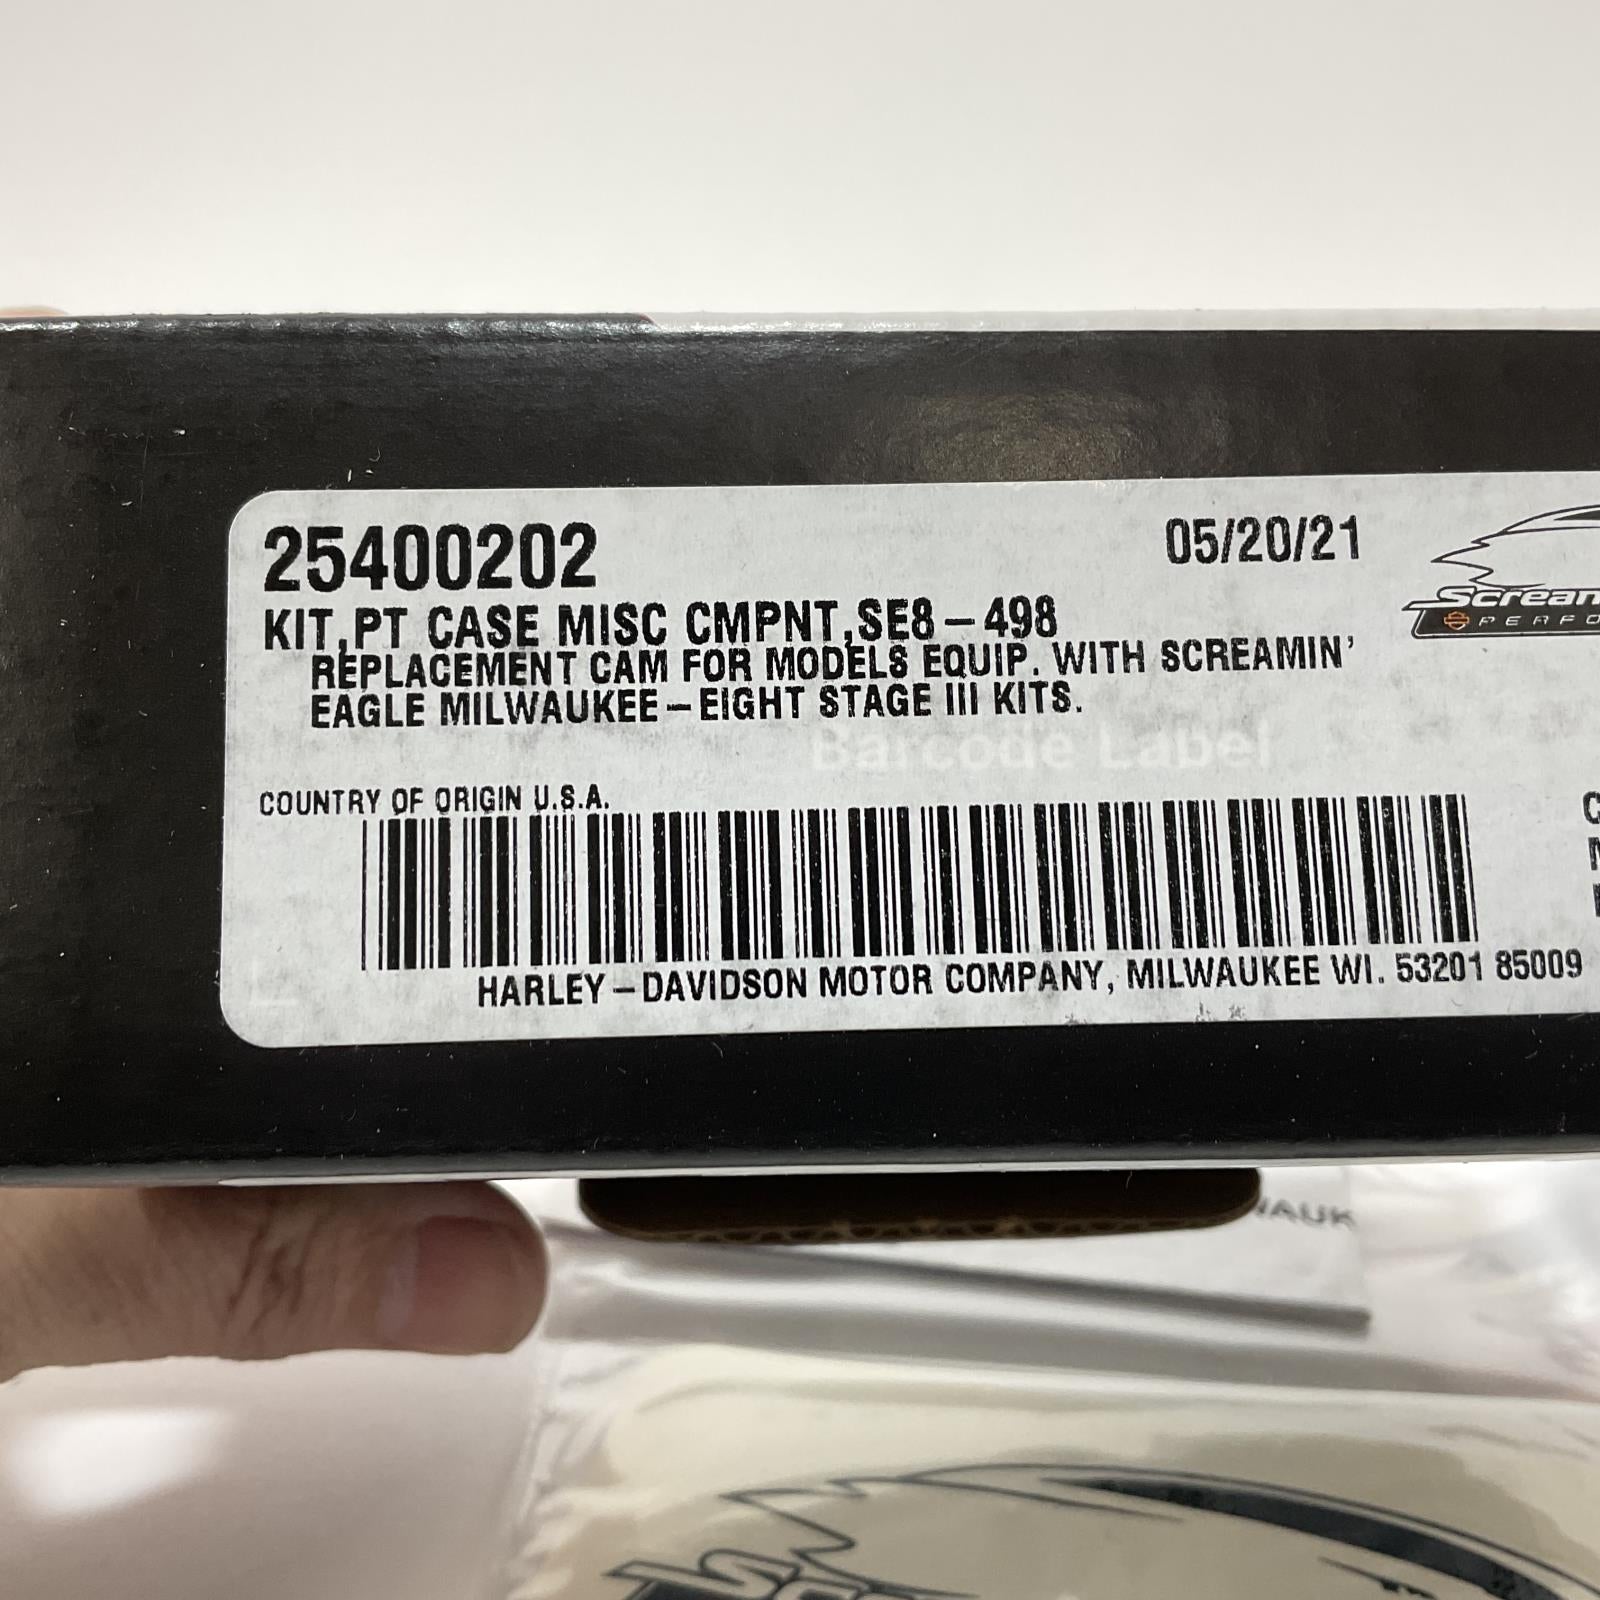 25400202
05/20/21
KIT,PT CASE MISC CMPNT,SE8-498
REPLACEMENT CAM FOR MODELS EQUIP. WITH SCREAMIN'
EAGLE MILWAUKEE-EIGHT STAGE III KITS.
Barcode Label
COUNTRY OF ORIGIN U.S.A.
HARLEY-DAVIDSON MOTOR COMPANY, MILWAUKEE WI. 53201 85009